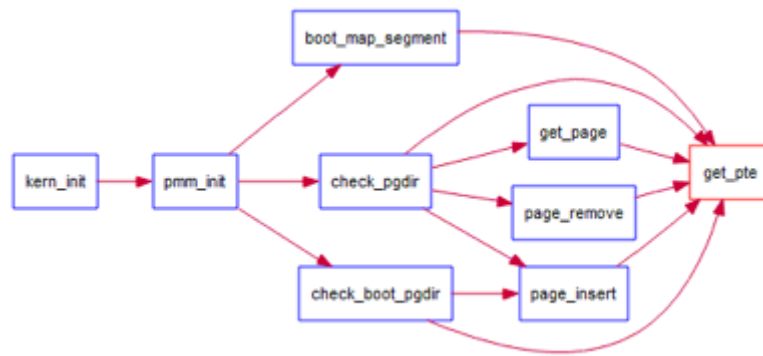 boot_map_segment
get_page
kern_init
pmm_init
check_pgdir
get_pte
page_remove
check_boot_pgdir
page_insert